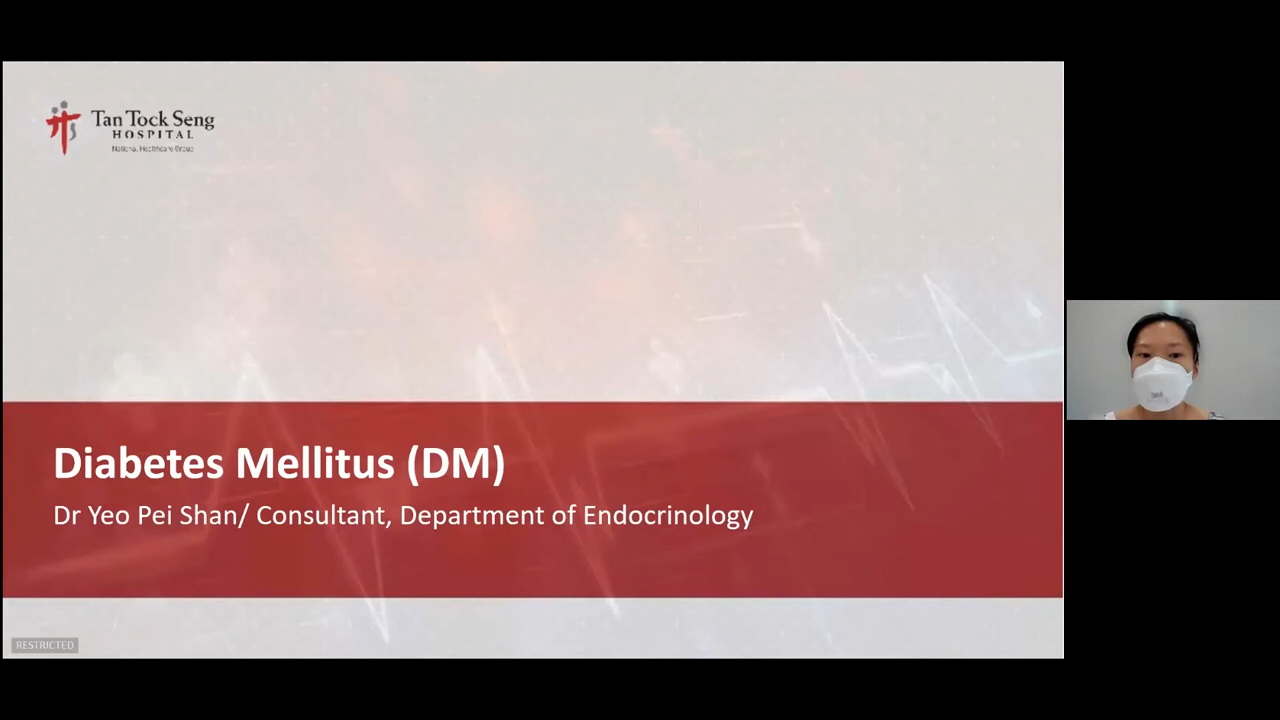 Tan Tock Seng
HOSPITAL
National Healthcare Group
Diabetes Mellitus (DM)
Dr Yeo Pei Shan/ Consultant, Department of Endocrinology
RESTRICTED